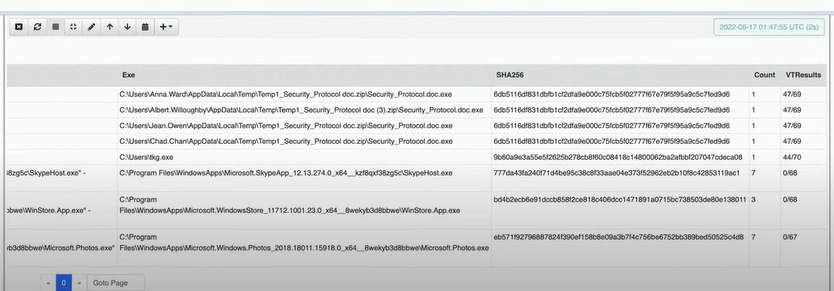 2022-06-17 01:47:55 UTC (2s)
Exe SHA256 Count VTResults
C:\Users\Anna.Ward\AppData\Local\Temp\Temp1_Security_Protocol doc.zip\Security_Protocol.doc.exe 6db5116df831dbfb1cf2dfa9e000c75fcb5f02777f67e79f5f95a9c5c7fed9d6 1 47/69
C:\Users\Albert.Willoughby\AppData\Local\Temp\Temp1_Security_Protocol doc (3).zip\Security_Protocol.doc.exe 6db5116df831dbfb1cf2dfa9e000c75fcb5f02777f67e79f5f95a9c5c7fed9d6 1 47/69
C:\Users\Jean.Owen\AppData\Local\Temp\Temp1_Security_Protocol doc.zip\Security_Protocol.doc.exe 6db5116df831dbfb1cf2dfa9e000c75fcb5f02777f67e79f5f95a9c5c7fed9d6 1 47/69
C:\Users\Chad.Chan\AppData\Local\Temp\Temp1_Security_Protocol doc.zip\Security_Protocol.doc.exe 6db5116df831dbfb1cf2dfa9e000c75fcb5f02777f67e79f5f95a9c5c7fed9d6 1 47/69
C:\Users\tkg.exe 9b60a9e3a55e5f2625b278cb8f60c08418c14800062ba2afbbf207047cdeca08 1 44/70
8zg5c\SkypeHost.exe" - C:\Program Files\WindowsApps\Microsoft.SkypeApp_12.13.274.0_x64__kzf8qxf38zg5c\SkypeHost.exe 777da43fa240f71d4be95c38c8f33aae04e373f52962eb2b10f8c42853119ac1 7 0/68
C:\Program bd4b2ecb6e91dccb858f2ce818c406dcc1471891a0715bc738503de80e138011 3 0/68
bbwe\WinStore.App.exe" - Files\WindowsApps\Microsoft.WindowsStore_11712.1001.23.0_x64__8wekyb3d8bbwe\WinStore.App.exe
C:\Program eb571f92796887824f390ef158b8e09a3b7f4c756be6752bb389bed50525c4d8 7 0/67
yb3d8bbwe\Microsoft.Photos.exe" Files\WindowsApps\Microsoft.Windows.Photos_2018.18011.15918.0_x64__8wekyb3d8bbwe\Microsoft.Photos.exe
« 0 » Goto Page